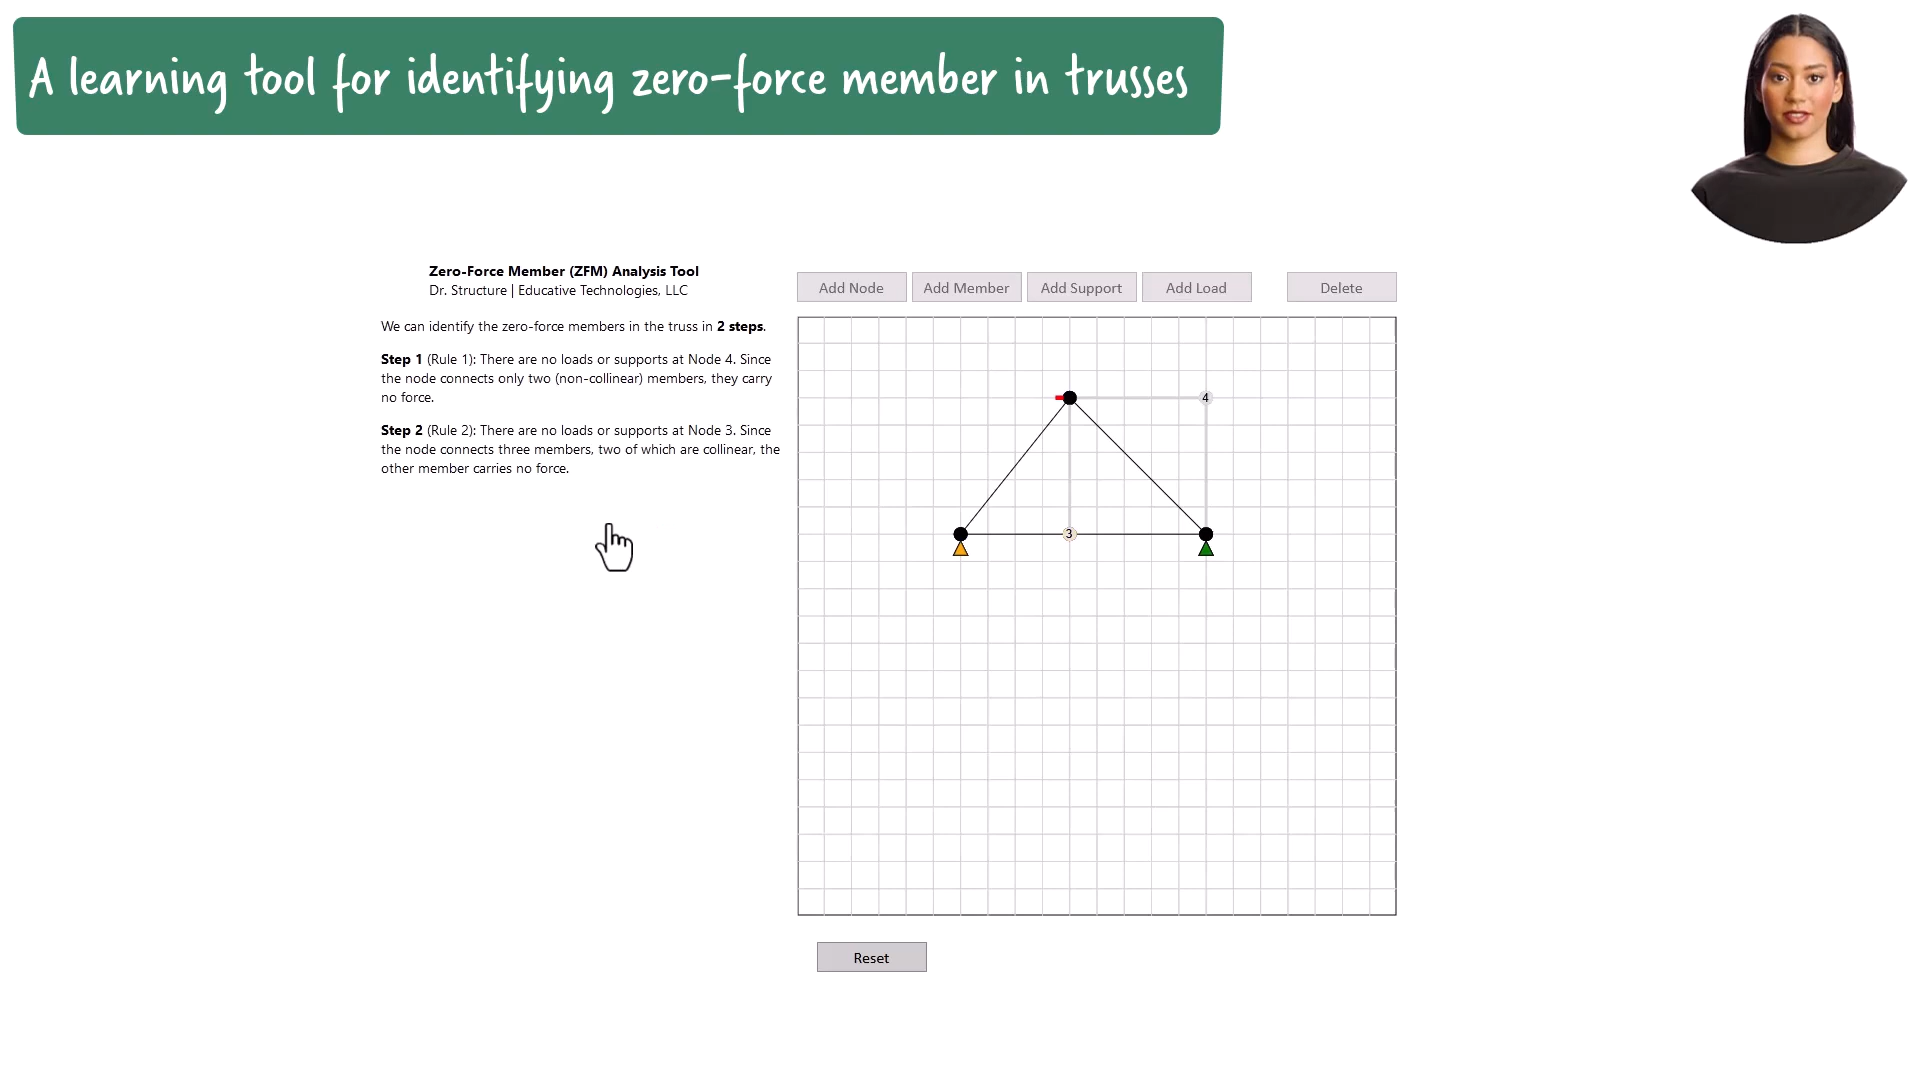 A learning tool for identifying zero-force member in trusses
Zero-Force Member (ZFM) Analysis Tool
Dr. Structure | Educative Technologies, LLC
We can identify the zero-force members in the truss in 2 steps.
Step 1 (Rule 1): There are no loads or supports at Node 4. Since
the node connects only two (non-collinear) members, they carry
no force.
Step 2 (Rule 2): There are no loads or supports at Node 3. Since
the node connects three members, two of which are collinear, the
other member carries no force.
Add Node
Add Member
Add Support
Add Load
Delete
4
3
Reset